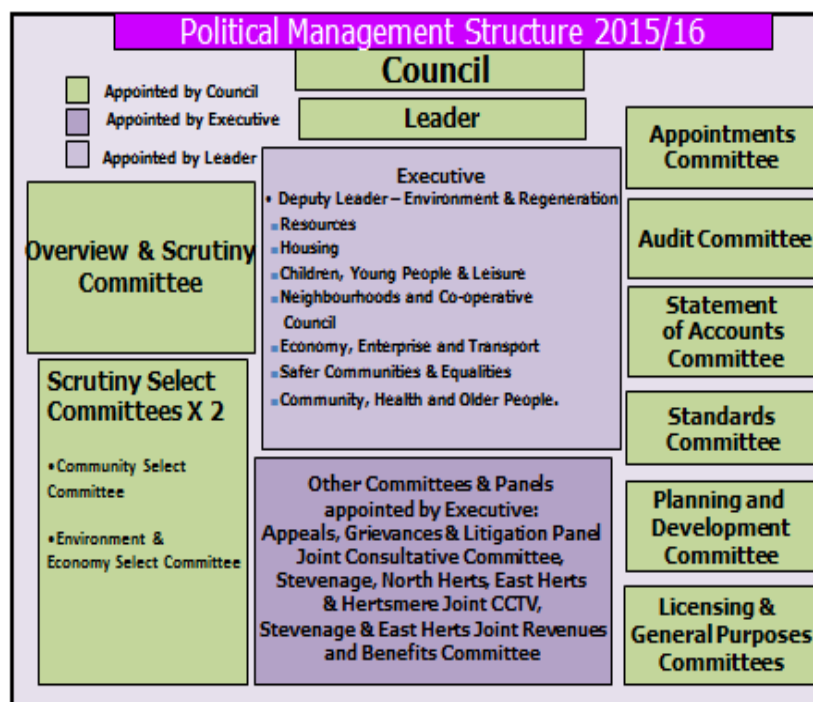 Political Management Structure 2015/16
Council
Leader
Appointed by Council
Appointed by Executive
Appointed by Leader
Overview & Scrutiny
Committee
Scrutiny Select
Committees X 2
•Community Select
Committee
•Environment &
Economy Select Committee
Executive
• Deputy Leader – Environment & Regeneration
■Resources
■Housing
■Children, Young People & Leisure
■Neighbourhoods and Co-operative
Council
■Economy, Enterprise and Transport
■Safer Communities & Equalities
■Community, Health and Older People.
Other Committees & Panels
appointed by Executive:
Appeals, Grievances & Litigation Panel
Joint Consultative Committee,
Stevenage, North Herts, East Herts
& Hertsmere Joint CCTV,
Stevenage & East Herts Joint Revenues
and Benefits Committee
Appointments
Committee
Audit Committee
Statement
of Accounts
Committee
Standards
Committee
Planning and
Development
Committee
Licensing &
General Purposes
Committees